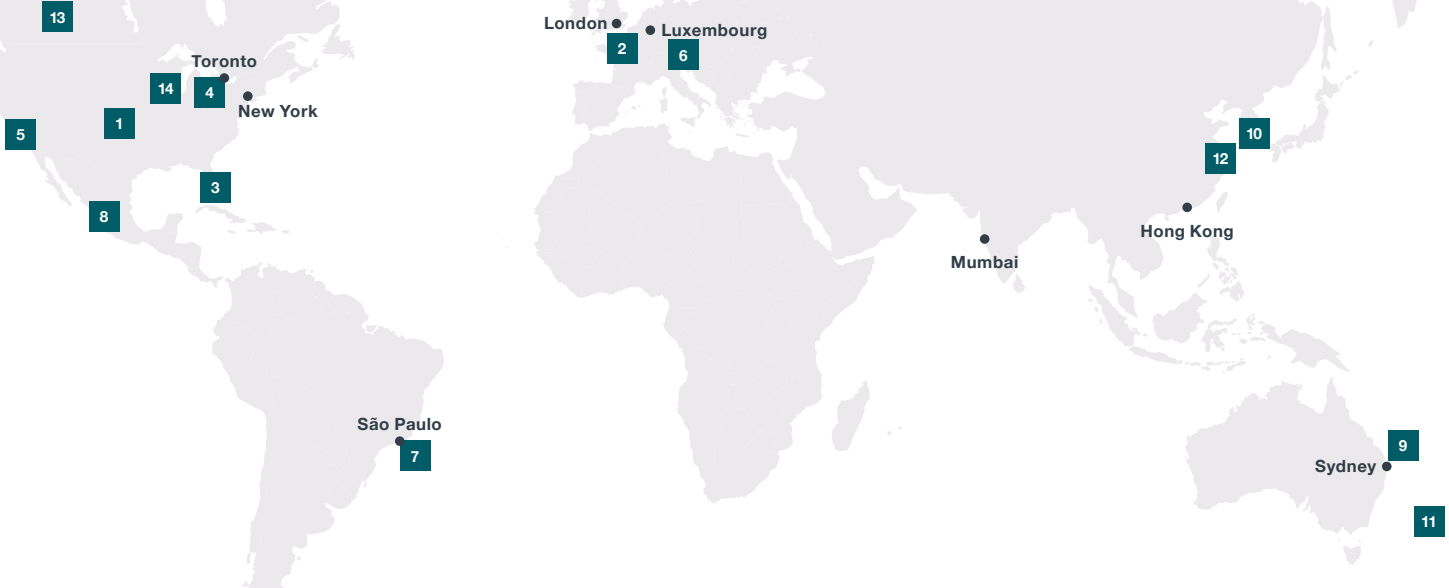 13
London
Luxembourg
2
6
Toronto
14
4
New York
1
5
10
12
3
8
Hong Kong
Mumbai
São Paulo
7
9
Sydney
11